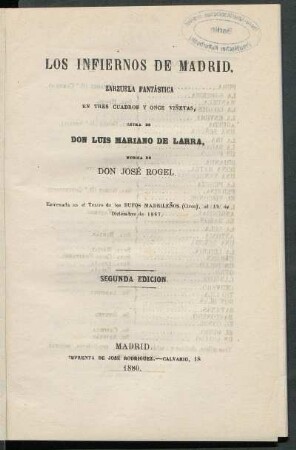 LOS INFIERNOS DE MADRID,
ZARZUELA FANTÁSTICA
EN TRES CUADROS Y ONCE VIÑETAS,
LETRA DE
DON LUIS MARIANO DE LARRA,
MÚSICA DE
DON JOSÉ ROGEL.
Estrenada en el Teatro de los BUFOS MADRILEÑOS (Circo), el de
Diciembre de 1867.
SEGUNDA EDICION.
MADRID.
IMPRENTA DE JOSÉ RODRIGUEZ.—CALVARIO, 18
1880.